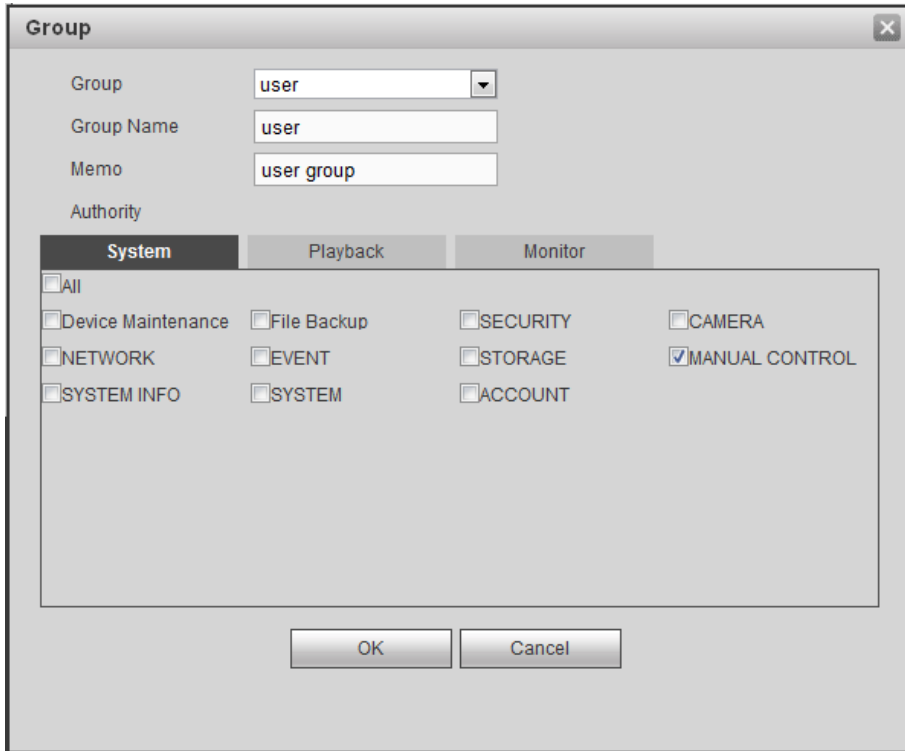 Group
Group user
Group Name user
Memo user group
Authority
System Playback Monitor
All
Device Maintenance File Backup SECURITY CAMERA
NETWORK EVENT STORAGE MANUAL CONTROL
SYSTEM INFO SYSTEM ACCOUNT
OK Cancel